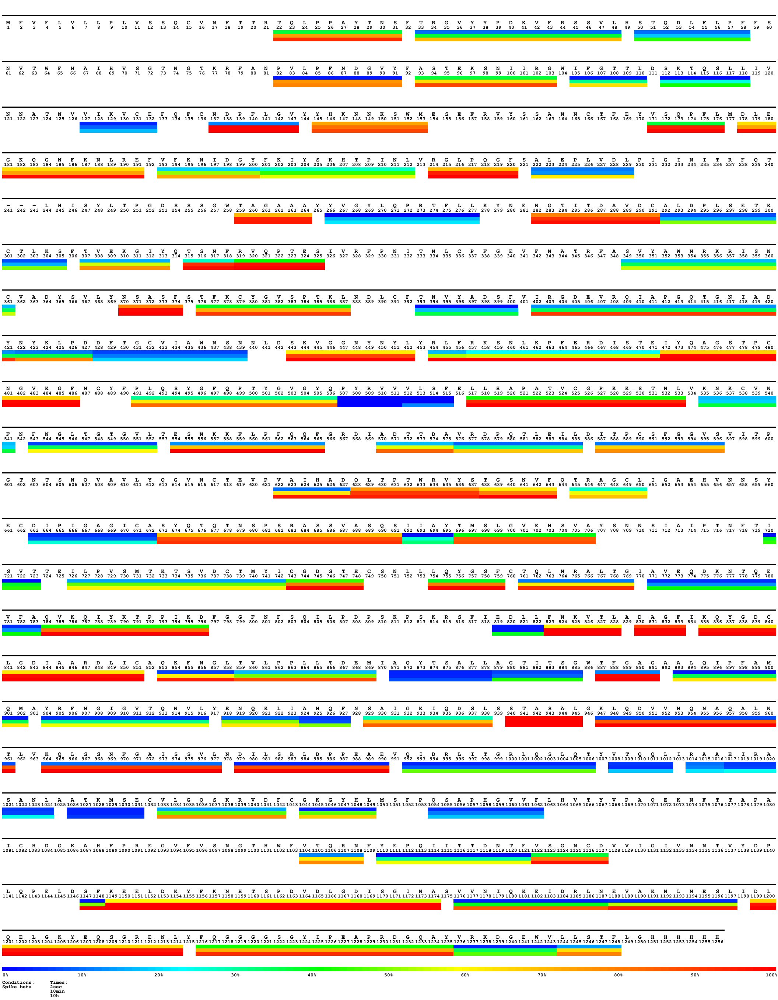 M F V F L V L L P L V S S Q C V N F T T R T Q L P P A Y T N S F T R G V Y Y P D K V F R S S V L H S T Q D L F L P F F S
1 2 3 4 5 6 7 8 9 10 11 12 13 14 15 16 17 18 19 20 21 22 23 24 25 26 27 28 29 30 31 32 33 34 35 36 37 38 39 40 41 42 43 44 45 46 47 48 49 50 51 52 53 54 55 56 57 58 59 60
N V T W F H A I H V S G T N G T K R F A N P V L P F N D G V Y F A S T E K S N I I R G W I F G T T L D S K T Q S L L I V
61 62 63 64 65 66 67 68 69 70 71 72 73 74 75 76 77 78 79 80 81 82 83 84 85 86 87 88 89 90 91 92 93 94 95 96 97 98 99 100 101 102 103 104 105 106 107 108 109 110 111 112 113 114 115 116 117 118 119 120
N N A T N V V I K V C E F Q F C N D P F L G V Y Y H K N N K S W M E S E F R V Y S S A N N C T F E Y V S Q P F L M D L E
121 122 123 124 125 126 127 128 129 130 131 132 133 134 135 136 137 138 139 140 141 142 143 144 145 146 147 148 149 150 151 152 153 154 155 156 157 158 159 160 161 162 163 164 165 166 167 168 169 170 171 172 173 174 175 176 177 178 179 180
G K Q G N F K N L R E F V F K N I D G Y F K I Y S K H T P I N L V R G L P Q G F S A L E P L V D L P I G I N I T R F Q T
181 182 183 184 185 186 187 188 189 190 191 192 193 194 195 196 197 198 199 200 201 202 203 204 205 206 207 208 209 210 211 212 213 214 215 216 217 218 219 220 221 222 223 224 225 226 227 228 229 230 231 232 233 234 235 236 237 238 239 240
- - - L H I S Y L T P G D S S S G W T A G A A A Y Y V G Y L Q P R T F L L K Y N E N G T I T D A V D C A L D P L S E T K
241 242 243 244 245 246 247 248 249 250 251 252 253 254 255 256 257 258 259 260 261 262 263 264 265 266 267 268 269 270 271 272 273 274 275 276 277 278 279 280 281 282 283 284 285 286 287 288 289 290 291 292 293 294 295 296 297 298 299 300
C T L K S F T V E K G I Y Q T S N F R V Q P T E S I V R F P N I T N L C P F G E V F N A T R F A S V Y A W N R K R I S N
301 302 303 304 305 306 307 308 309 310 311 312 313 314 315 316 317 318 319 320 321 322 323 324 325 326 327 328 329 330 331 332 333 334 335 336 337 338 339 340 341 342 343 344 345 346 347 348 349 350 351 352 353 354 355 356 357 358 359 360
C V A D Y S V L Y N S A S F S T F K C Y G V S P T K L N D L C F T N V Y A D S F V I R G D E V R Q I A P G Q T G N I A D
361 362 363 364 365 366 367 368 369 370 371 372 373 374 375 376 377 378 379 380 381 382 383 384 385 386 387 388 389 390 391 392 393 394 395 396 397 398 399 400 401 402 403 404 405 406 407 408 409 410 411 412 413 414 415 416 417 418 419 420
Y N Y K L P D D F T G C V I A W N S N N L D S K V G G N Y N Y L Y R L F R K S N L K P F E R D I S T E I Y Q A G S T P C
421 422 423 424 425 426 427 428 429 430 431 432 433 434 435 436 437 438 439 440 441 442 443 444 445 446 447 448 449 450 451 452 453 454 455 456 457 458 459 460 461 462 463 464 465 466 467 468 469 470 471 472 473 474 475 476 477 478 479 480
N G V K G F N C Y F P L Q S Y G F Q P T Y G V G Y Q P Y R V V V L S F E L L H A P A T V C G P K K S T N L V K N K C V N
481 482 483 484 485 486 487 488 489 490 491 492 493 494 495 496 497 498 499 500 501 502 503 504 505 506 507 508 509 510 511 512 513 514 515 516 517 518 519 520 521 522 523 524 525 526 527 528 529 530 531 532 533 534 535 536 537 538 539 540
F N F N G L T G T G V L T E S N K K F L P F Q Q F G R D I A D T T D A V R D P Q T L E I L D I T P C S F G G V S V I T P
541 542 543 544 545 546 547 548 549 550 551 552 553 554 555 556 557 558 559 560 561 562 563 564 565 566 567 568 569 570 571 572 573 574 575 576 577 578 579 580 581 582 583 584 585 586 587 588 589 590 591 592 593 594 595 596 597 598 599 600
G T N T S N Q V A V L Y Q G V N C T E V P V A I H A D Q L T P T W R V Y S T G S N V F Q T R A G C L I G A E H V N N S Y
601 602 603 604 605 606 607 608 609 610 611 612 613 614 615 616 617 618 619 620 621 622 623 624 625 626 627 628 629 630 631 632 633 634 635 636 637 638 639 640 641 642 643 644 645 646 647 648 649 650 651 652 653 654 655 656 657 658 659 660
E C D I P I G A G I C A S Y Q T Q T N S P S R A S S V A S Q S I I A Y T M S L G V E N S V A Y S N N S I A I P T N F T I
661 662 663 664 665 666 667 668 669 670 671 672 673 674 675 676 677 678 679 680 681 682 683 684 685 686 687 688 689 690 691 692 693 694 695 696 697 698 699 700 701 702 703 704 705 706 707 708 709 710 711 712 713 714 715 716 717 718 719 720
S V T T E I L P V S M T K T S V D C T M Y I C G D S T E C S N L L L Q Y G S F C T Q L N R A L T G I A V E Q D K N T Q E
721 722 723 724 725 726 727 728 729 730 731 732 733 734 735 736 737 738 739 740 741 742 743 744 745 746 747 748 749 750 751 752 753 754 755 756 757 758 759 760 761 762 763 764 765 766 767 768 769 770 771 772 773 774 775 776 777 778 779 780
V F A Q V K Q I Y K T P P I K D F G G F N F S Q I L P D P S K P S K R S F I E D L L F N K V T L A D A G F I K Q Y G D C
781 782 783 784 785 786 787 788 789 790 791 792 793 794 795 796 797 798 799 800 801 802 803 804 805 806 807 808 809 810 811 812 813 814 815 816 817 818 819 820 821 822 823 824 825 826 827 828 829 830 831 832 833 834 835 836 837 838 839 840
L G D I A A R D L I C A Q K F N G L T V L P P L L T D E M I A Q Y T S A L L A G T I T S G W T F G A G A A L Q I P F A M
841 842 843 844 845 846 847 848 849 850 851 852 853 854 855 856 857 858 859 860 861 862 863 864 865 866 867 868 869 870 871 872 873 874 875 876 877 878 879 880 881 882 883 884 885 886 887 888 889 890 891 892 893 894 895 896 897 898 899 900
Q M A Y R F N G I G V T Q N V L Y E N Q K L I A N Q F N S A I G K I Q D S L S S T A S A L G K L Q D V V N Q N A Q A L N
901 902 903 904 905 906 907 908 909 910 911 912 913 914 915 916 917 918 919 920 921 922 923 924 925 926 927 928 929 930 931 932 933 934 935 936 937 938 939 940 941 942 943 944 945 946 947 948 949 950 951 952 953 954 955 956 957 958 959 960
T L V K Q L S S N F G A I S S V L N D I L S R L D P P E A E V Q I D R L I T G R L Q S L Q T Y V T Q Q L I R A A E I R A
961 962 963 964 965 966 967 968 969 970 971 972 973 974 975 976 977 978 979 980 981 982 983 984 985 986 987 988 989 990 991 992 993 994 995 996 997 998 999 1000 1001 1002 1003 1004 1005 1006 1007 1008 1009 1010 1011 1012 1013 1014 1015 1016 1017 1018 1019 1020
S A N L A A T K M S E C V L G Q S K R V D F C G K G Y H L M S F P Q S A P H G V V F L H V T Y V P A Q E K N F T T A P A
1021 1022 1023 1024 1025 1026 1027 1028 1029 1030 1031 1032 1033 1034 1035 1036 1037 1038 1039 1040 1041 1042 1043 1044 1045 1046 1047 1048 1049 1050 1051 1052 1053 1054 1055 1056 1057 1058 1059 1060 1061 1062 1063 1064 1065 1066 1067 1068 1069 1070 1071 1072 1073 1074 1075 1076 1077 1078 1079 1080
I C H D G K A H F P R E G V F V S N G T H W F V T Q R N F Y E P Q I I T T D N T F V S G N C D V V I G I V N N T V Y D P
1081 1082 1083 1084 1085 1086 1087 1088 1089 1090 1091 1092 1093 1094 1095 1096 1097 1098 1099 1100 1101 1102 1103 1104 1105 1106 1107 1108 1109 1110 1111 1112 1113 1114 1115 1116 1117 1118 1119 1120 1121 1122 1123 1124 1125 1126 1127 1128 1129 1130 1131 1132 1133 1134 1135 1136 1137 1138 1139 1140
L Q P E L D S F K E E L D K Y F K N H T S P D V D L G D I S G I N A S V V N I Q K E I D R L N E V A K N L N E S L I D L
1141 1142 1143 1144 1145 1146 1147 1148 1149 1150 1151 1152 1153 1154 1155 1156 1157 1158 1159 1160 1161 1162 1163 1164 1165 1166 1167 1168 1169 1170 1171 1172 1173 1174 1175 1176 1177 1178 1179 1180 1181 1182 1183 1184 1185 1186 1187 1188 1189 1190 1191 1192 1193 1194 1195 1196 1197 1198 1199 1200
Q E L G K Y E Q S G R E N L Y F Q G G G G S G Y I P E A P R D G Q A Y V R K D G E W V L L S T F L G H H H H H H
1201 1202 1203 1204 1205 1206 1207 1208 1209 1210 1211 1212 1213 1214 1215 1216 1217 1218 1219 1220 1221 1222 1223 1224 1225 1226 1227 1228 1229 1230 1231 1232 1233 1234 1235 1236 1237 1238 1239 1240 1241 1242 1243 1244 1245 1246 1247 1248 1249 1250 1251 1252 1253 1254 1255 1256
0% 10% 20% 30% 40% 50% 60% 70% 80% 90% 100%
Conditions: Times:
Spike beta 2sec
10min
10h